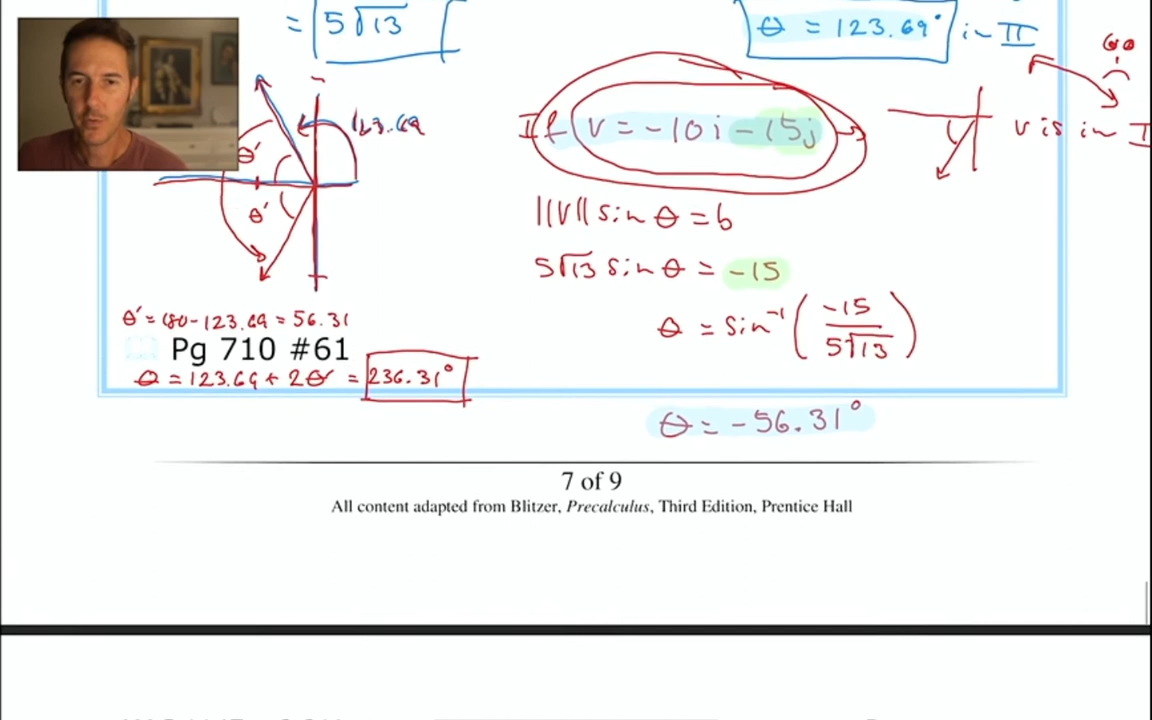 = 5√13
θ = 123.69° in II
123.69
θ'
θ'
If v = -10i - 15j
v is in
||v|| sin θ = b
5√13 sin θ = -15
θ = sin⁻¹ ( -15 / 5√13 )
θ' = 180 - 123.69 = 56.31
Pg 710 #61
θ = 123.69 + 2θ' = 236.31°
θ = -56.31°
7 of 9
All content adapted from Blitzer, Precalculus, Third Edition, Prentice Hall